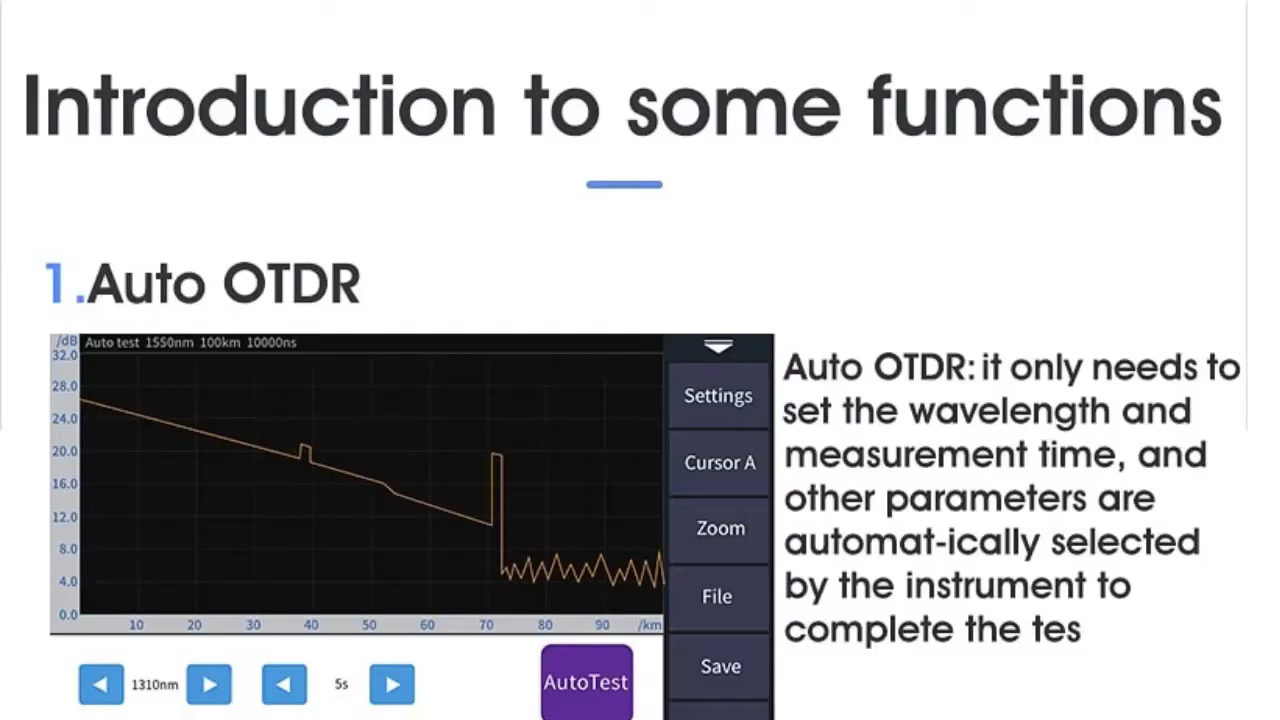 Introduction to some functions
1.Auto OTDR
/dB Auto test 1550nm 100km 10000ns
32.0
28.0
24.0
20.0
16.0
12.0
8.0
4.0
0.0
10 20 30 40 50 60 70 80 90 /km
Settings
Cursor A
Zoom
File
Save
Auto OTDR: it only needs to
set the wavelength and
measurement time, and
other parameters are
automat-ically selected
by the instrument to
complete the tes
1310nm 5s AutoTest